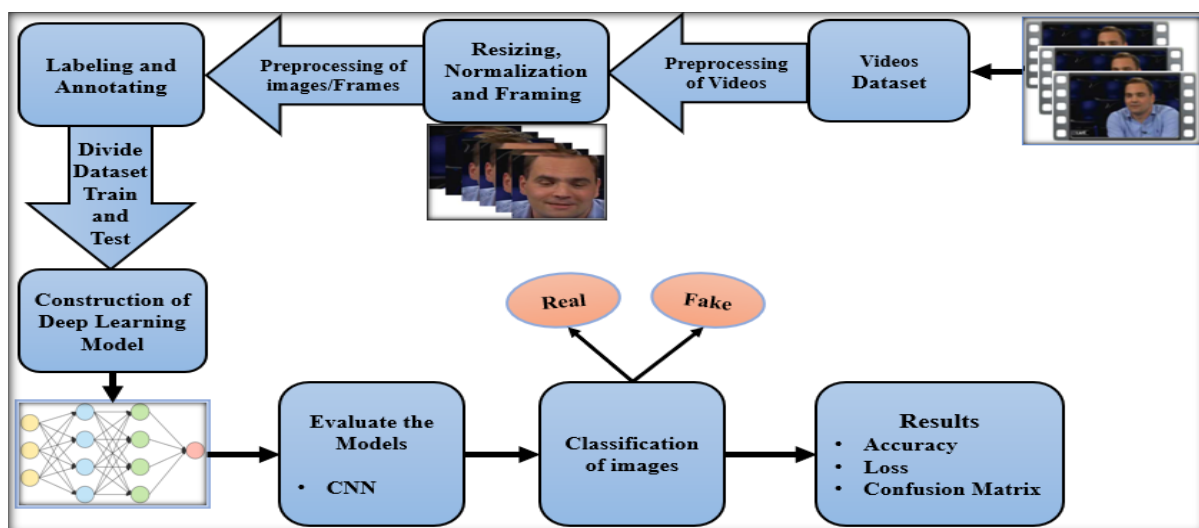 Labeling and
Annotating
Preprocessing of
images/Frames
Resizing,
Normalization
and Framing
Preprocessing
of Videos
Videos
Dataset
Divide
Dataset
Train
and
Test
Construction of
Deep Learning
Model
Real
Fake
Evaluate the
Models
• CNN
Classification
of images
Results
• Accuracy
• Loss
• Confusion Matrix